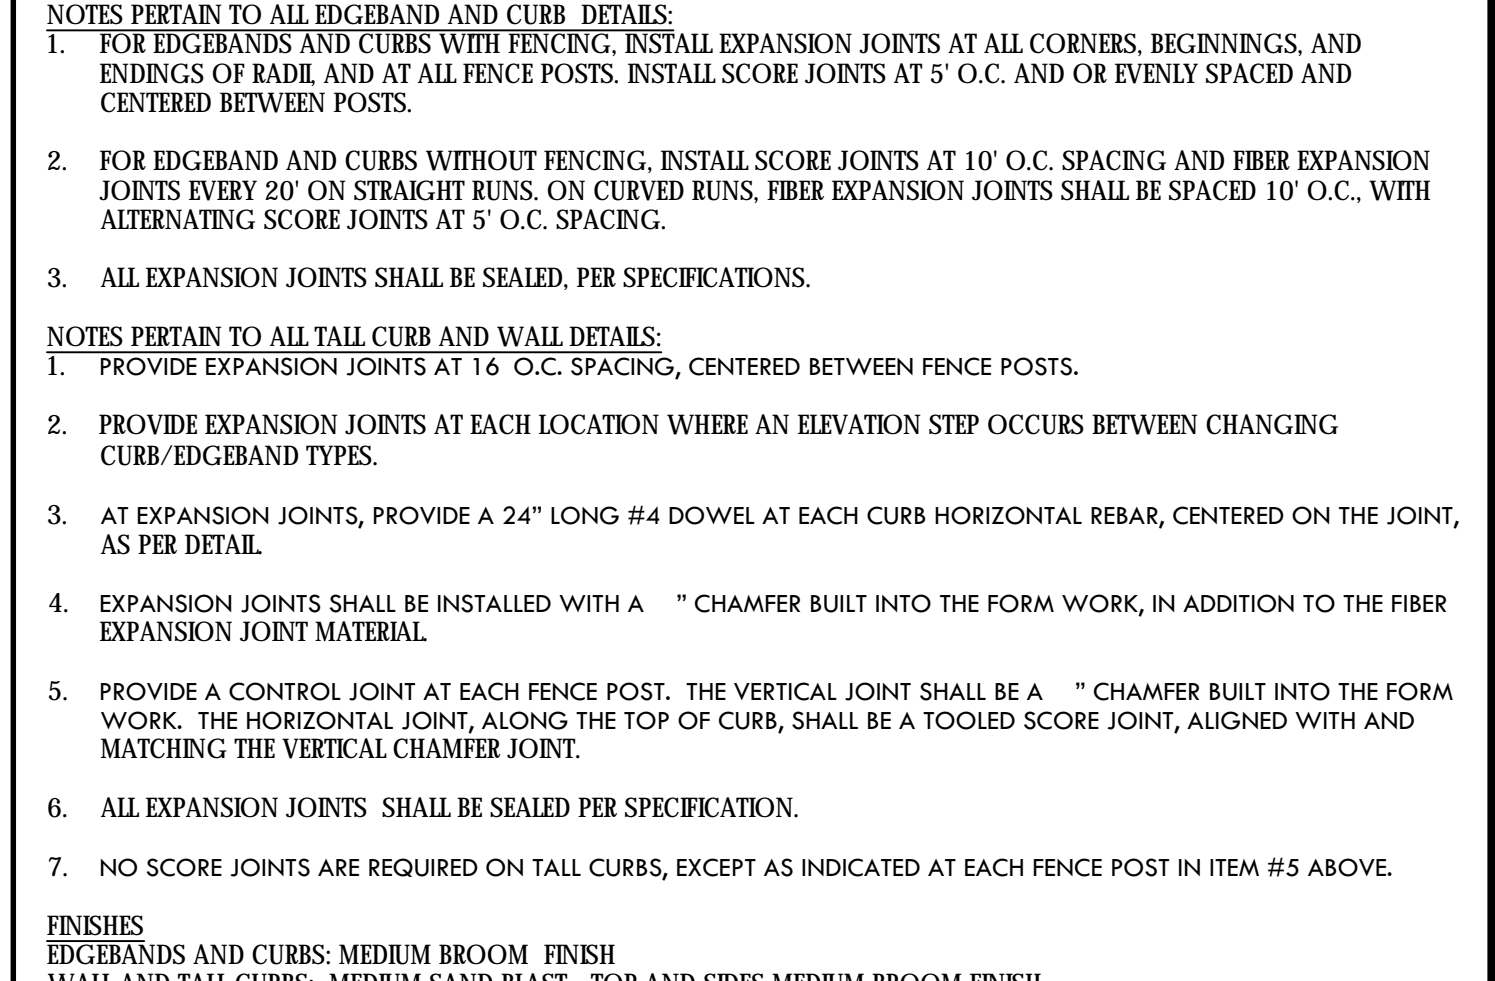 NOTES PERTAIN TO ALL EDGEBAND AND CURB DETAILS:
1. FOR EDGEBANDS AND CURBS WITH FENCING, INSTALL EXPANSION JOINTS AT ALL CORNERS, BEGINNINGS, AND
ENDINGS OF RADII, AND AT ALL FENCE POSTS. INSTALL SCORE JOINTS AT 5' O.C. AND OR EVENLY SPACED AND
CENTERED BETWEEN POSTS.
2. FOR EDGEBAND AND CURBS WITHOUT FENCING, INSTALL SCORE JOINTS AT 10' O.C. SPACING AND FIBER EXPANSION
JOINTS EVERY 20' ON STRAIGHT RUNS. ON CURVED RUNS, FIBER EXPANSION JOINTS SHALL BE SPACED 10' O.C., WITH
ALTERNATING SCORE JOINTS AT 5' O.C. SPACING.
3. ALL EXPANSION JOINTS SHALL BE SEALED, PER SPECIFICATIONS.
NOTES PERTAIN TO ALL TALL CURB AND WALL DETAILS:
1. PROVIDE EXPANSION JOINTS AT 16 O.C. SPACING, CENTERED BETWEEN FENCE POSTS.
2. PROVIDE EXPANSION JOINTS AT EACH LOCATION WHERE AN ELEVATION STEP OCCURS BETWEEN CHANGING
CURB/EDGEBAND TYPES.
3. AT EXPANSION JOINTS, PROVIDE A 24” LONG #4 DOWEL AT EACH CURB HORIZONTAL REBAR, CENTERED ON THE JOINT,
AS PER DETAIL.
4. EXPANSION JOINTS SHALL BE INSTALLED WITH A ” CHAMFER BUILT INTO THE FORM WORK, IN ADDITION TO THE FIBER
EXPANSION JOINT MATERIAL.
5. PROVIDE A CONTROL JOINT AT EACH FENCE POST. THE VERTICAL JOINT SHALL BE A ” CHAMFER BUILT INTO THE FORM
WORK. THE HORIZONTAL JOINT, ALONG THE TOP OF CURB, SHALL BE A TOOLED SCORE JOINT, ALIGNED WITH AND
MATCHING THE VERTICAL CHAMFER JOINT.
6. ALL EXPANSION JOINTS SHALL BE SEALED PER SPECIFICATION.
7. NO SCORE JOINTS ARE REQUIRED ON TALL CURBS, EXCEPT AS INDICATED AT EACH FENCE POST IN ITEM #5 ABOVE.
FINISHES
EDGEBANDS AND CURBS: MEDIUM BROOM FINISH
WALL AND TALL CURBS: MEDIUM SAND BLAST TOP AND SIDES MEDIUM BROOM FINISH